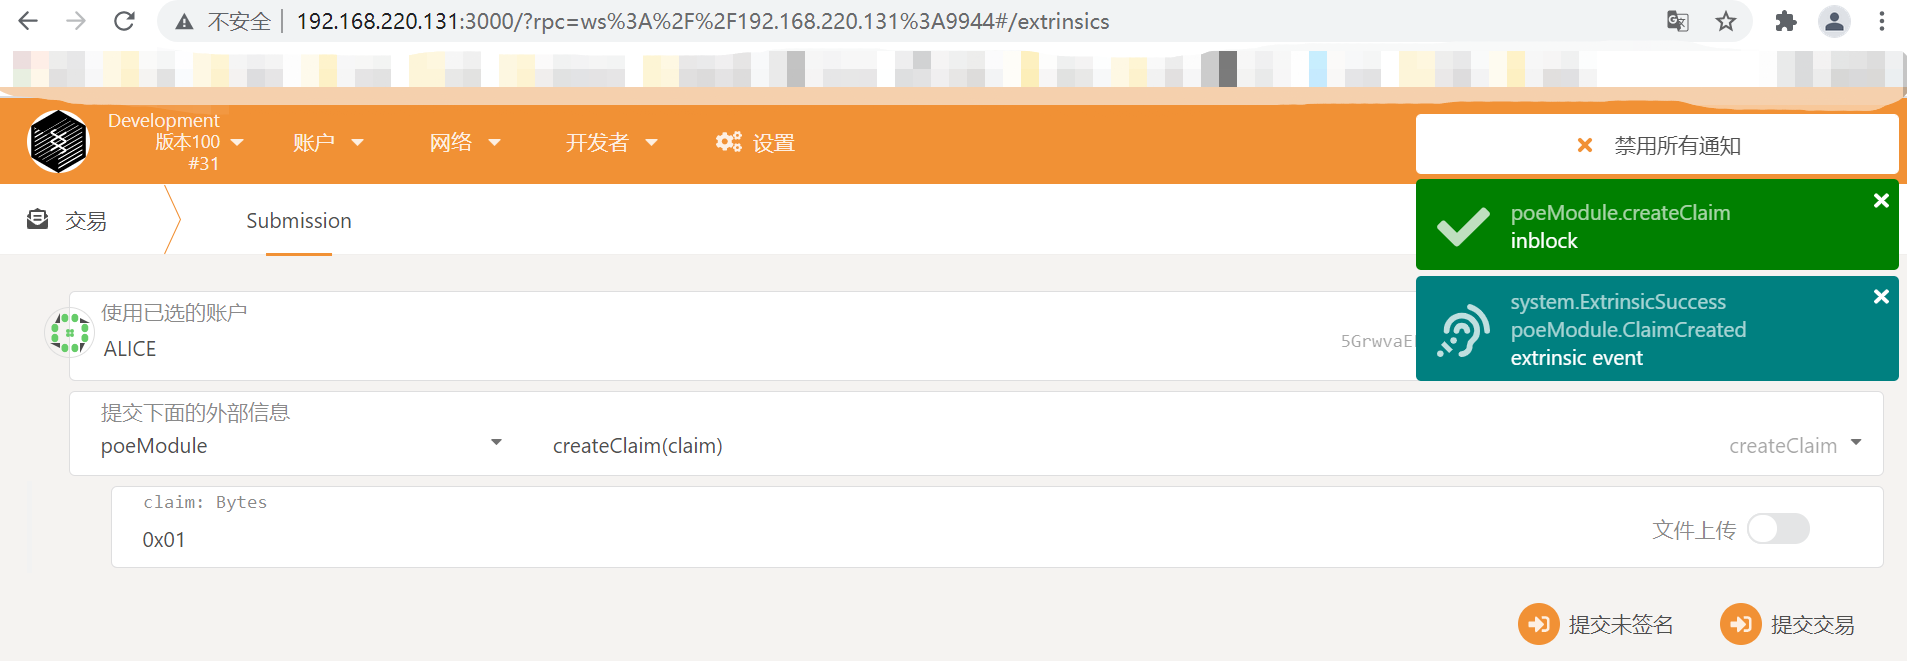 不安全 192.168.220.131:3000/?rpc=ws%3A%2F%2F192.168.220.131%3A9944#/extrinsics
Development
版本100
#31
账户
网络
开发者
设置
禁用所有通知
poeModule.createClaim
inblock
system.ExtrinsicSuccess
poeModule.ClaimCreated
extrinsic event
交易
Submission
使用已选的账户
ALICE
5GrwvaE
提交下面的外部信息
poeModule
createClaim(claim)
createClaim
claim: Bytes
0x01
文件上传
提交未签名
提交交易